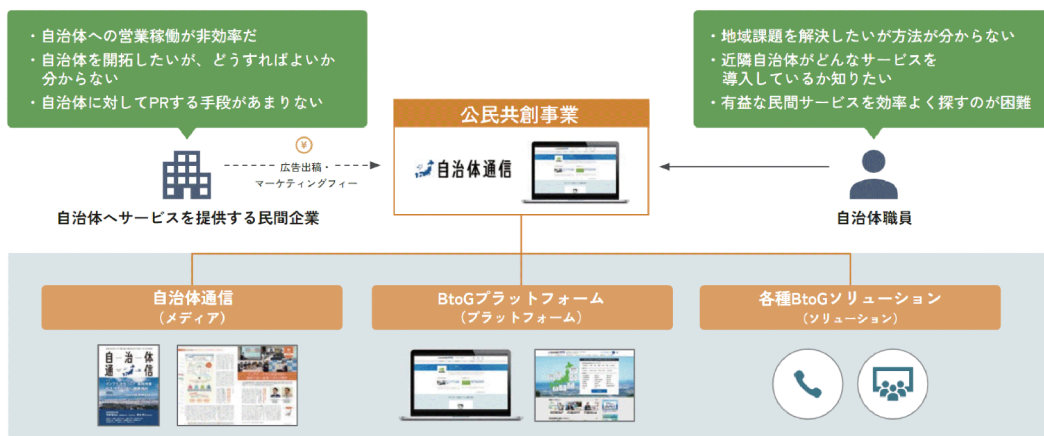 ・自治体への営業稼働が非効率だ
・自治体を開拓したいが、どうすればよいか
分からない
・自治体に対してPRする手段があまりない
・地域課題を解決したいが方法が分からない
・近隣自治体がどんなサービスを
導入しているか知りたい
・有益な民間サービスを効率よく探すのが困難
公民共創事業
自治体通信
¥
広告出稿・
マーケティングフィー
自治体へサービスを提供する民間企業
自治体職員
自治体通信
（メディア）
BtoGプラットフォーム
（プラットフォーム）
各種BtoGソリューション
（ソリューション）
自治体
通信